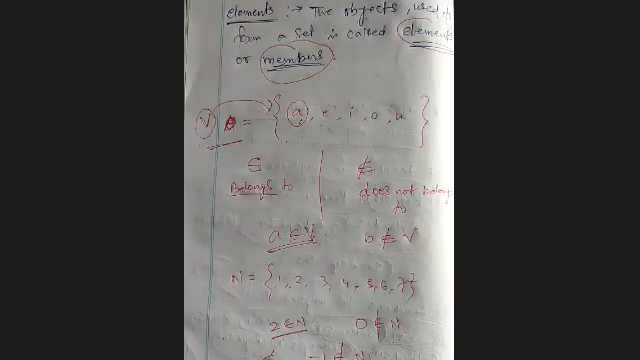 elements :→ The objects, used to
form a set is called elements
or members.
V = { a, e, i, o, u }
∈ ∉
Belongs to does not belong
to
a ∈ V b ∉ V
N = { 1, 2, 3, 4, 5, 6, 7 }
2 ∈ N 0 ∉ N
-1 ∉ N